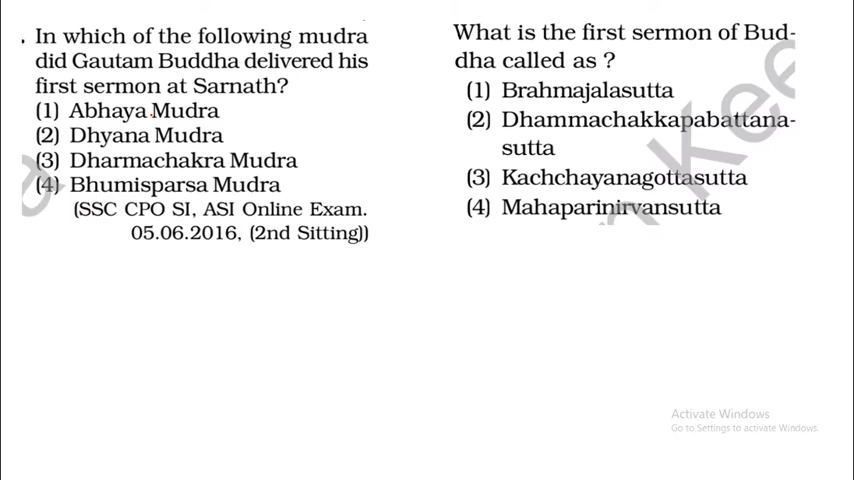 . In which of the following mudra
did Gautam Buddha delivered his
first sermon at Sarnath?
(1) Abhaya Mudra
(2) Dhyana Mudra
(3) Dharmachakra Mudra
(4) Bhumisparsa Mudra
(SSC CPO SI, ASI Online Exam.
05.06.2016, (2nd Sitting))
What is the first sermon of Bud-
dha called as ?
(1) Brahmajalasutta
(2) Dhammachakkapabattana-
sutta
(3) Kachchayanagottasutta
(4) Mahaparinirvansutta
Activate Windows
Go to Settings to activate Windows.